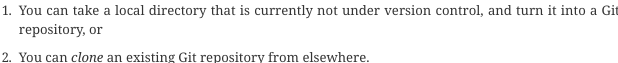 1. You can take a local directory that is currently not under version control, and turn it into a Git
repository, or
2. You can clone an existing Git repository from elsewhere.